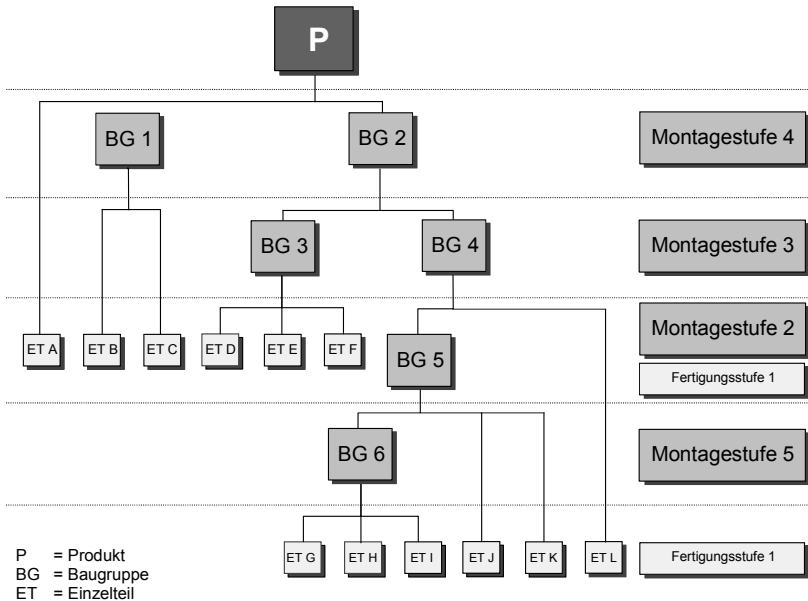 P
BG 1
BG 2
Montagestufe 4
BG 3
BG 4
Montagestufe 3
Montagestufe 2
ET A
ET B
ET C
ET D
ET E
ET F
BG 5
Fertigungsstufe 1
BG 6
Montagestufe 5
ET G
ET H
ET I
ET J
ET K
ET L
Fertigungsstufe 1
P = Produkt
BG = Baugruppe
ET = Einzelteil